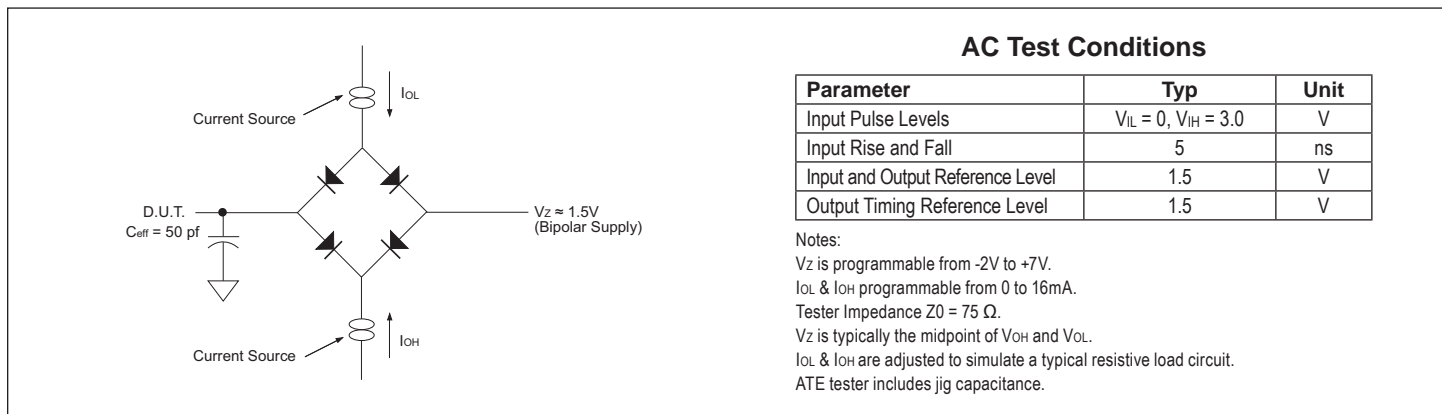 IOL
Current Source
D.U.T.
Ceff = 50 pf
VZ ≈ 1.5V
(Bipolar Supply)
IOH
Current Source
AC Test Conditions
Parameter Typ Unit
Input Pulse Levels VIL = 0, VIH = 3.0 V
Input Rise and Fall 5 ns
Input and Output Reference Level 1.5 V
Output Timing Reference Level 1.5 V
Notes:
VZ is programmable from -2V to +7V.
IOL & IOH programmable from 0 to 16mA.
Tester Impedance Z0 = 75 Ω.
VZ is typically the midpoint of VOH and VOL.
IOL & IOH are adjusted to simulate a typical resistive load circuit.
ATE tester includes jig capacitance.